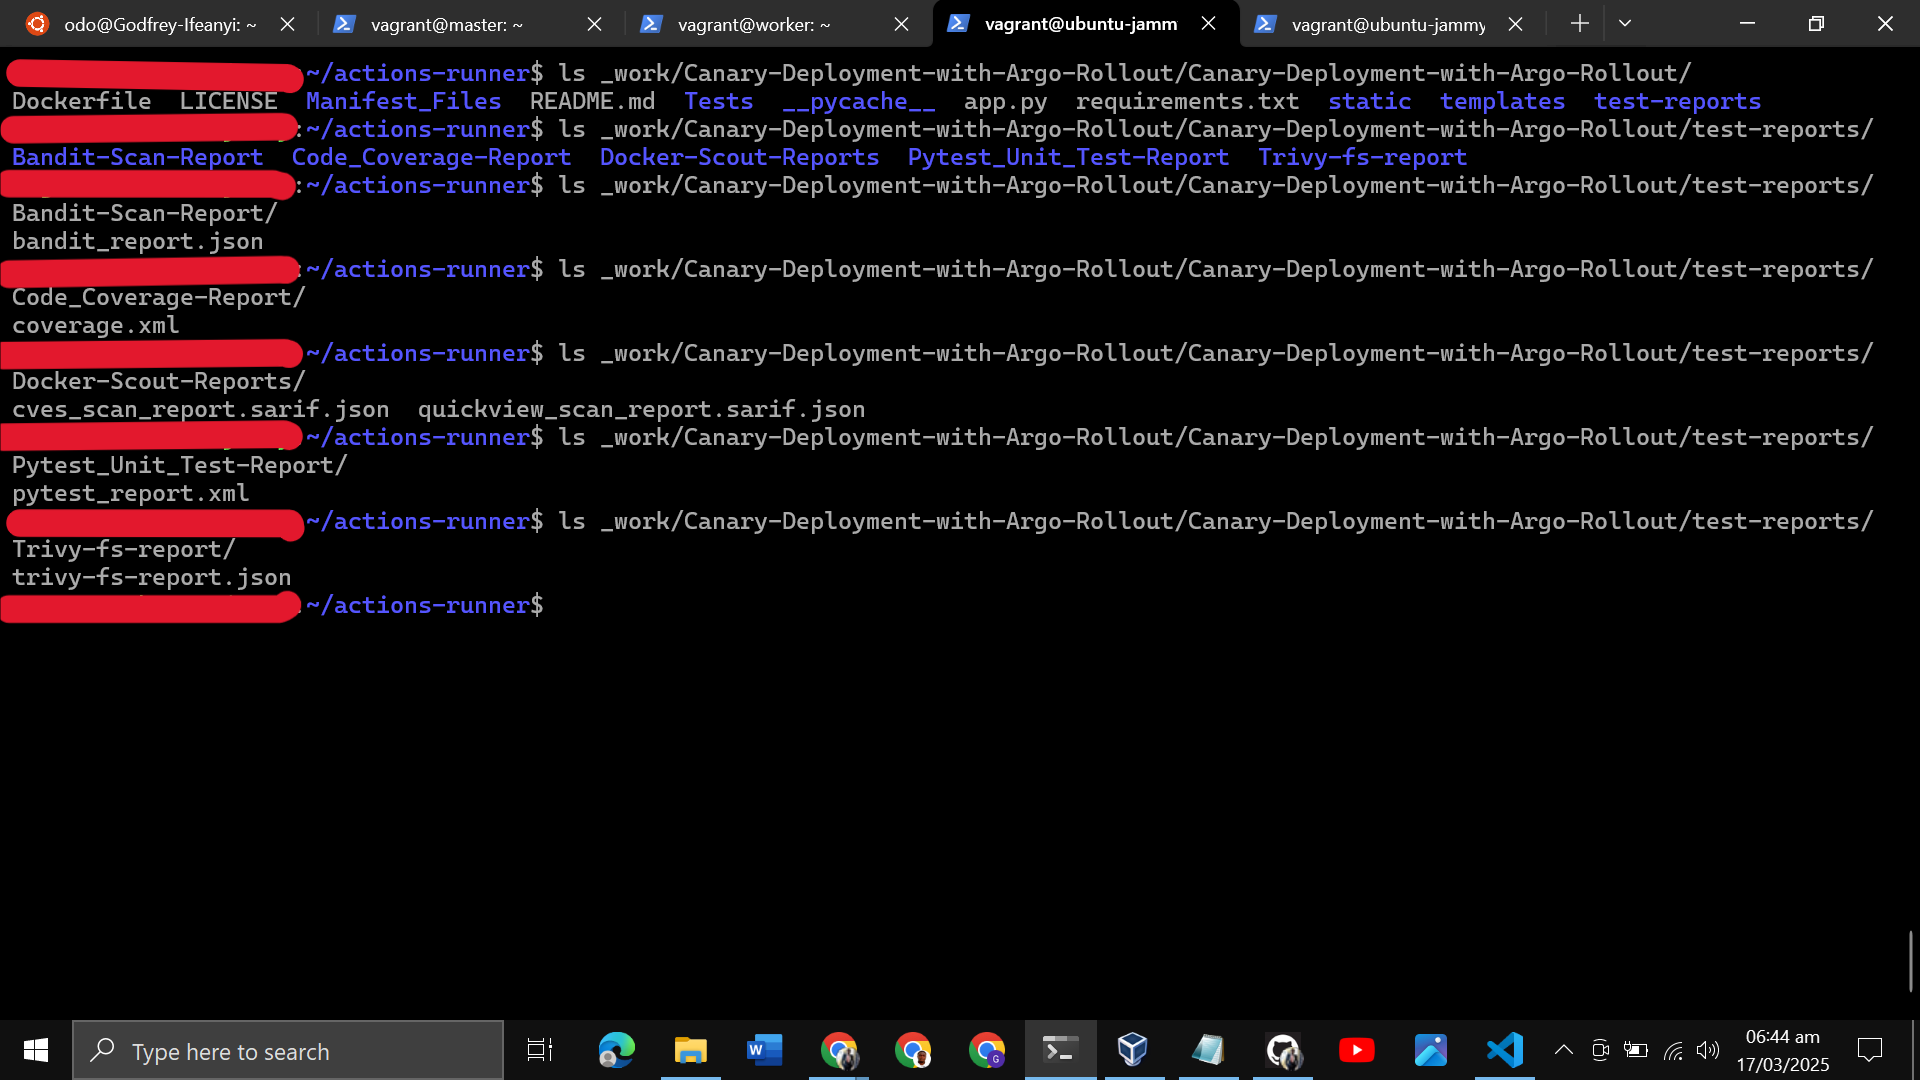 odo@Godfrey-Ifeanyi: ~ vagrant@master: ~ vagrant@worker: ~ vagrant@ubuntu-jamm vagrant@ubuntu-jammy
~/actions-runner$ ls _work/Canary-Deployment-with-Argo-Rollout/Canary-Deployment-with-Argo-Rollout/
Dockerfile LICENSE Manifest_Files README.md Tests __pycache__ app.py requirements.txt static templates test-reports
:~/actions-runner$ ls _work/Canary-Deployment-with-Argo-Rollout/Canary-Deployment-with-Argo-Rollout/test-reports/
Bandit-Scan-Report Code_Coverage-Report Docker-Scout-Reports Pytest_Unit_Test-Report Trivy-fs-report
:~/actions-runner$ ls _work/Canary-Deployment-with-Argo-Rollout/Canary-Deployment-with-Argo-Rollout/test-reports/
Bandit-Scan-Report/
bandit_report.json
:~/actions-runner$ ls _work/Canary-Deployment-with-Argo-Rollout/Canary-Deployment-with-Argo-Rollout/test-reports/
Code_Coverage-Report/
coverage.xml
~/actions-runner$ ls _work/Canary-Deployment-with-Argo-Rollout/Canary-Deployment-with-Argo-Rollout/test-reports/
Docker-Scout-Reports/
cves_scan_report.sarif.json quickview_scan_report.sarif.json
~/actions-runner$ ls _work/Canary-Deployment-with-Argo-Rollout/Canary-Deployment-with-Argo-Rollout/test-reports/
Pytest_Unit_Test-Report/
pytest_report.xml
~/actions-runner$ ls _work/Canary-Deployment-with-Argo-Rollout/Canary-Deployment-with-Argo-Rollout/test-reports/
Trivy-fs-report/
trivy-fs-report.json
:~/actions-runner$
Type here to search
06:44 am
17/03/2025